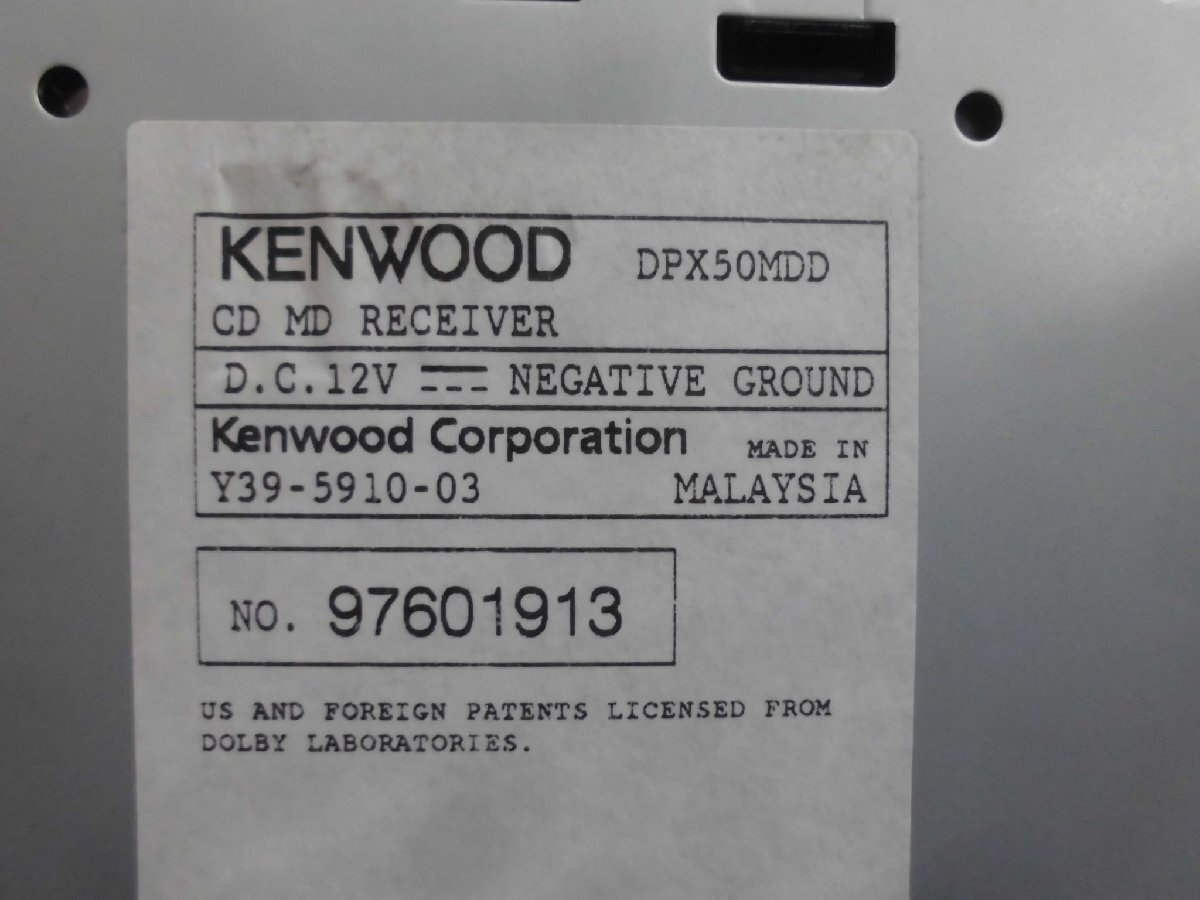 KENWOOD DPX50MDD
CD MD RECEIVER
D.C.12V NEGATIVE GROUND
Kenwood Corporation MADE IN
Y39-5910-03 MALAYSIA
NO. 97601913
US AND FOREIGN PATENTS LICENSED FROM
DOLBY LABORATORIES.